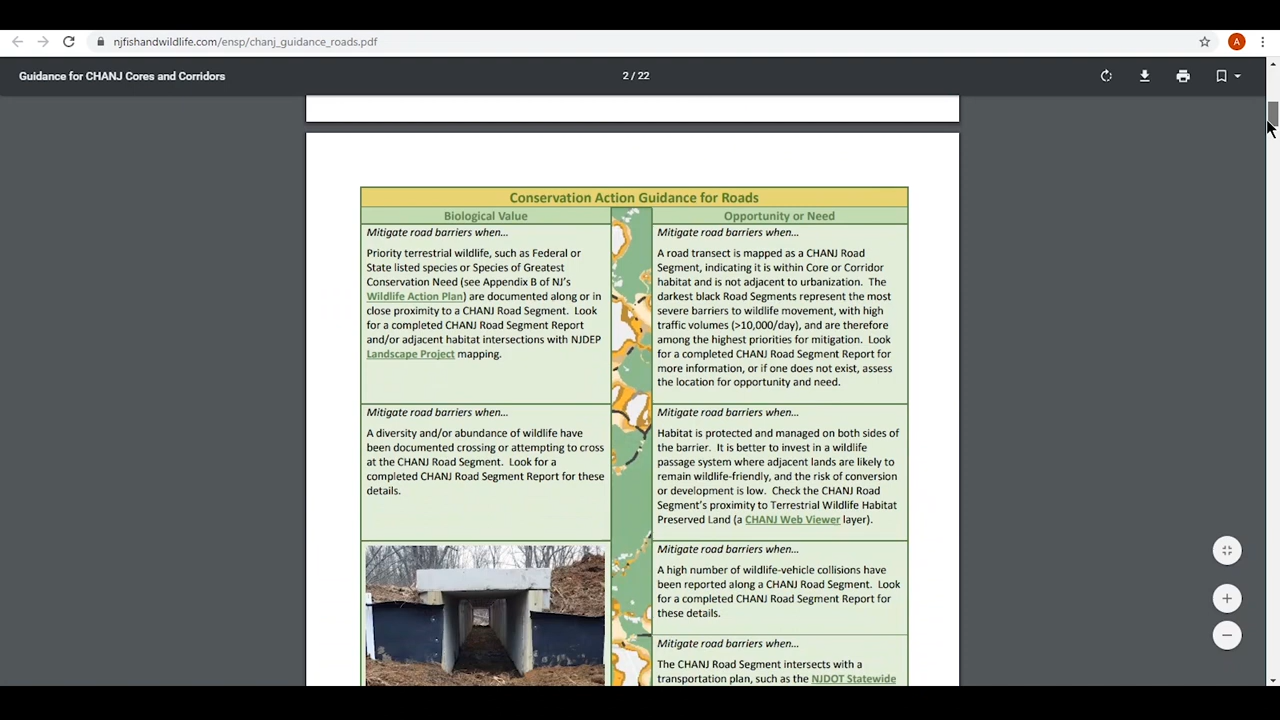 njfishandwildlife.com/ensp/chanj_guidance_roads.pdf
A
Guidance for CHANJ Cores and Corridors
2 / 22
Conservation Action Guidance for Roads
Biological Value
Opportunity or Need
Mitigate road barriers when...
Priority terrestrial wildlife, such as Federal or
State listed species or Species of Greatest
Conservation Need (see Appendix B of NJ's
Wildlife Action Plan) are documented along or in
close proximity to a CHANJ Road Segment. Look
for a completed CHANJ Road Segment Report
and/or adjacent habitat intersections with NJDEP
Landscape Project mapping.
Mitigate road barriers when...
A road transect is mapped as a CHANJ Road
Segment, indicating it is within Core or Corridor
habitat and is not adjacent to urbanization. The
darkest black Road Segments represent the most
severe barriers to wildlife movement, with high
traffic volumes (>10,000/day), and are therefore
among the highest priorities for mitigation. Look
for a completed CHANJ Road Segment Report for
more information, or if one does not exist, assess
the location for opportunity and need.
Mitigate road barriers when...
A diversity and/or abundance of wildlife have
been documented crossing or attempting to cross
at the CHANJ Road Segment. Look for a
completed CHANJ Road Segment Report for these
details.
Mitigate road barriers when...
Habitat is protected and managed on both sides of
the barrier. It is better to invest in a wildlife
passage system where adjacent lands are likely to
remain wildlife-friendly, and the risk of conversion
or development is low. Check the CHANJ Road
Segment's proximity to Terrestrial Wildlife Habitat
Preserved Land (a CHANJ Web Viewer layer).
Mitigate road barriers when...
A high number of wildlife-vehicle collisions have
been reported along a CHANJ Road Segment. Look
for a completed CHANJ Road Segment Report for
these details.
Mitigate road barriers when...
The CHANJ Road Segment intersects with a
transportation plan, such as the NJDOT Statewide